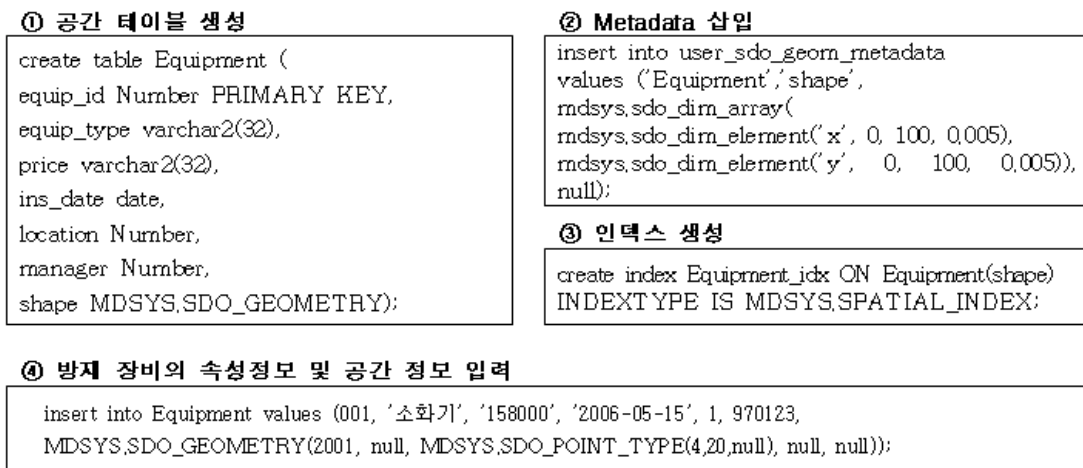 ① 공간 테이블 생성
create table Equipment (
equip_id Number PRIMARY KEY,
equip_type varchar2(32),
price varchar2(32),
ins_date date,
location Number,
manager Number,
shape MDSYS.SDO_GEOMETRY);
② Metadata 삽입
insert into user_sdo_geom_metadata
values ('Equipment','shape',
mdsys.sdo_dim_array(
mdsys.sdo_dim_element('x', 0, 100, 0.005),
mdsys.sdo_dim_element('y', 0, 100, 0.005)),
null);
③ 인덱스 생성
create index Equipment_idx ON Equipment(shape)
INDEXTYPE IS MDSYS.SPATIAL_INDEX;
④ 방재 장비의 속성정보 및 공간 정보 입력
insert into Equipment values (001, '소화기', '158000', '2006-05-15', 1, 970123,
MDSYS.SDO_GEOMETRY(2001, null, MDSYS.SDO_POINT_TYPE(4,20,null), null, null));